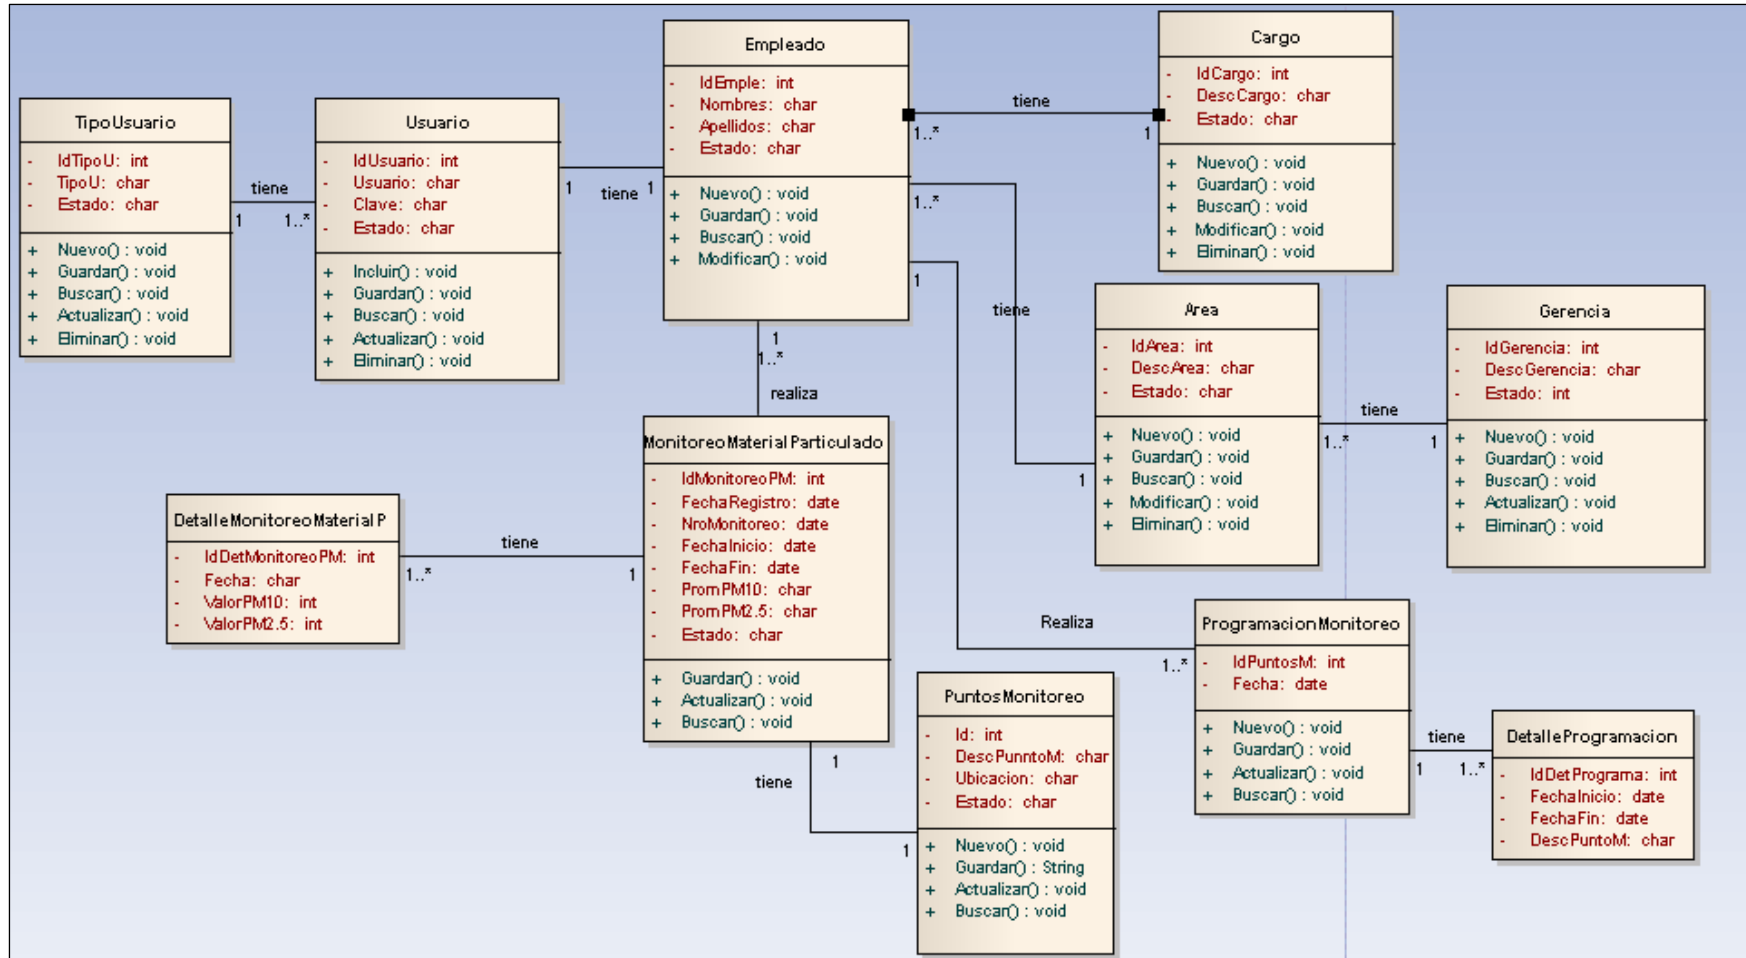 TipoUsuario
- IdTipoU: int
- TipoU: char
- Estado: char
+ Nuevo() : void
+ Guardar() : void
+ Buscar() : void
+ Actualizar() : void
+ Eliminar() : void
tiene
1
1..*
Usuario
- IdUsuario: int
- Usuario: char
- Clave: char
- Estado: char
+ Incluir() : void
+ Guardar() : void
+ Buscar() : void
+ Actualizar() : void
+ Eliminar() : void
1
tiene
1
Empleado
- IdEmple: int
- Nombres: char
- Apellidos: char
- Estado: char
+ Nuevo() : void
+ Guardar() : void
+ Buscar() : void
+ Modificar() : void
tiene
1..*
1
Cargo
- IdCargo: int
- DescCargo: char
- Estado: char
+ Nuevo() : void
+ Guardar() : void
+ Buscar() : void
+ Modificar() : void
+ Eliminar() : void
1..*
tiene
1
Area
- IdArea: int
- DescArea: char
- Estado: char
+ Nuevo() : void
+ Guardar() : void
+ Buscar() : void
+ Modificar() : void
+ Eliminar() : void
tiene
1..*
1
Gerencia
- IdGerencia: int
- DescGerencia: char
- Estado: int
+ Nuevo() : void
+ Guardar() : void
+ Buscar() : void
+ Actualizar() : void
+ Eliminar() : void
1
1..*
realiza
MonitoreoMaterialParticulado
- IdMonitoreoPM: int
- FechaRegistro: date
- NroMonitoreo: date
- FechaInicio: date
- FechaFin: date
- PromPM10: char
- PromPM2.5: char
- Estado: char
+ Guardar() : void
+ Actualizar() : void
+ Buscar() : void
tiene
1..*
1
DetalleMonitoreoMaterialP
- IdDetMonitoreoPM: int
- Fecha: char
- ValorPM10: int
- ValorPM2.5: int
1
tiene
1
PuntosMonitoreo
- Id: int
- DescPunntoM: char
- Ubicacion: char
- Estado: char
+ Nuevo() : void
+ Guardar() : String
+ Actualizar() : void
+ Buscar() : void
1
Realiza
1..*
ProgramacionMonitoreo
- IdPuntosM: int
- Fecha: date
+ Nuevo() : void
+ Guardar() : void
+ Actualizar() : void
+ Buscar() : void
tiene
1
1..*
DetalleProgramacion
- IdDetPrograma: int
- FechaInicio: date
- FechaFin: date
- DescPuntoM: char